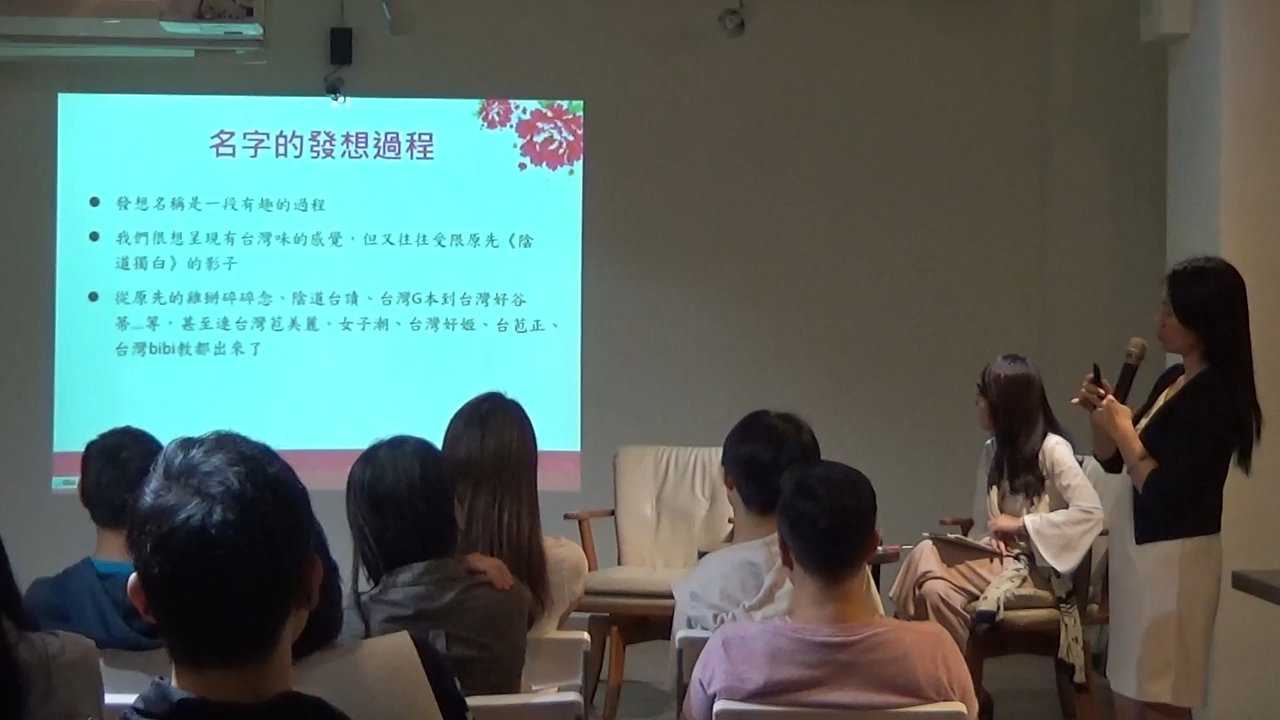 名字的發想過程
發想名稱是一段有趣的過程
我們很想呈現有台灣味的感覺，但又往往受限原先《陰
道獨白》的影子
從原先的雞掰碎碎念、陰道台讀、台灣G本到台灣好谷
蒂…等，甚至連台灣芭美麗、女子潮、台灣好姬、台芭正、
台灣bibi教都出來了